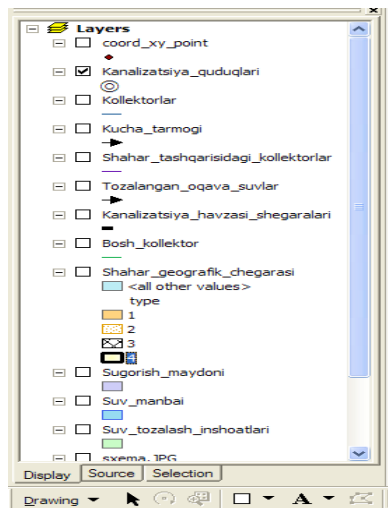 Layers
coord_xy_point
Kanalizatsiya_quduqlari
Kollektorlar
Kucha_tarmogi
Shahar_tashqarisidagi_kollektorlar
Tozalangan_oqava_suvlar
Kanalizatsiya_havzasi_shegaralari
Bosh_kollektor
Shahar_geografik_chegarasi
<all other values>
type
1
2
3
4
Sugorish_maydoni
Suv_manbai
Suv_tozalash_inshoatlari
sxema.JPG
Display Source Selection
Drawing A